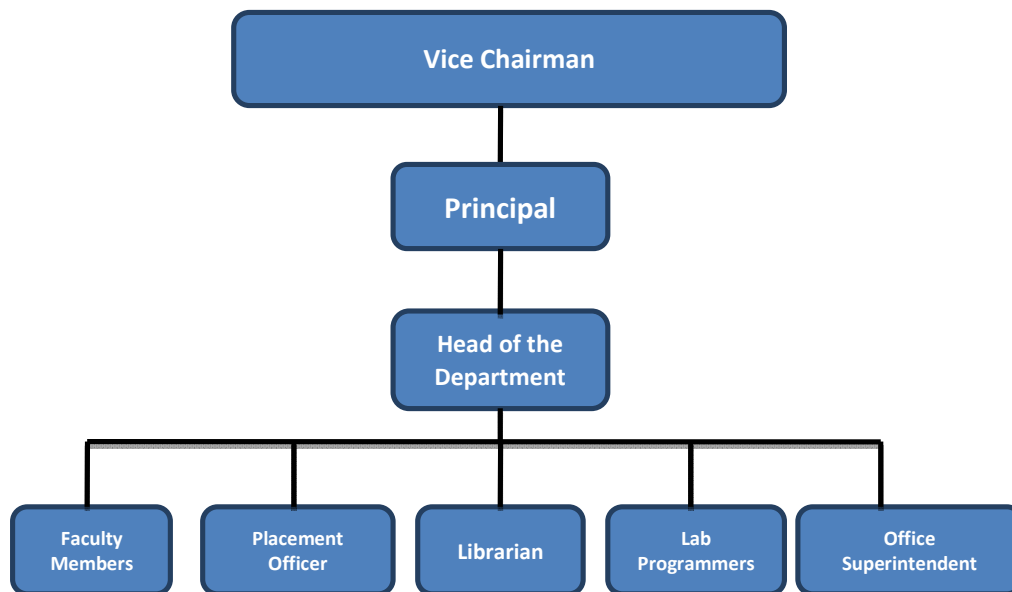 Vice Chairman
Principal
Head of the
Department
Faculty
Members
Placement
Officer
Librarian
Lab
Programmers
Office
Superintendent